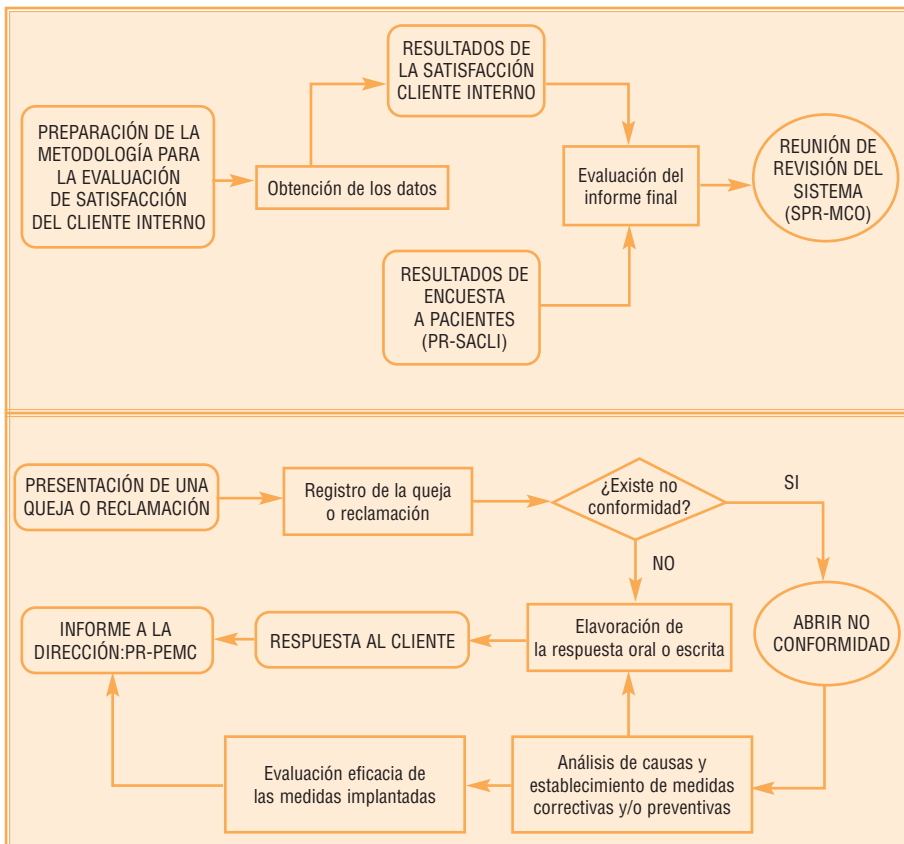 RESULTADOS DE
LA SATISFACCIÓN
CLIENTE INTERNO
PREPARACIÓN DE LA
METODOLOGÍA PARA
LA EVALUACIÓN
DE SATISFACCIÓN
DEL CLIENTE INTERNO
Obtención de los datos
Evaluación del
informe final
REUNIÓN DE
REVISIÓN DEL
SISTEMA
(SPR-MCO)
RESULTADOS DE
ENCUESTA
A PACIENTES
(PR-SACLI)
PRESENTACIÓN DE UNA
QUEJA O RECLAMACIÓN
Registro de la queja
o reclamación
¿Existe no
conformidad?
SI
NO
INFORME A LA
DIRECCIÓN:PR-PEMC
RESPUESTA AL CLIENTE
Elavoración de
la respuesta oral o escrita
ABRIR NO
CONFORMIDAD
Evaluación eficacia de
las medidas implantadas
Análisis de causas y
establecimiento de medidas
correctivas y/o preventivas